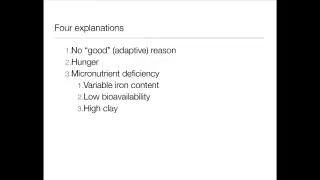 Four explanations
1.No “good” (adaptive) reason
2.Hunger
3.Micronutrient deficiency
1.Variable iron content
2.Low bioavailability
3.High clay